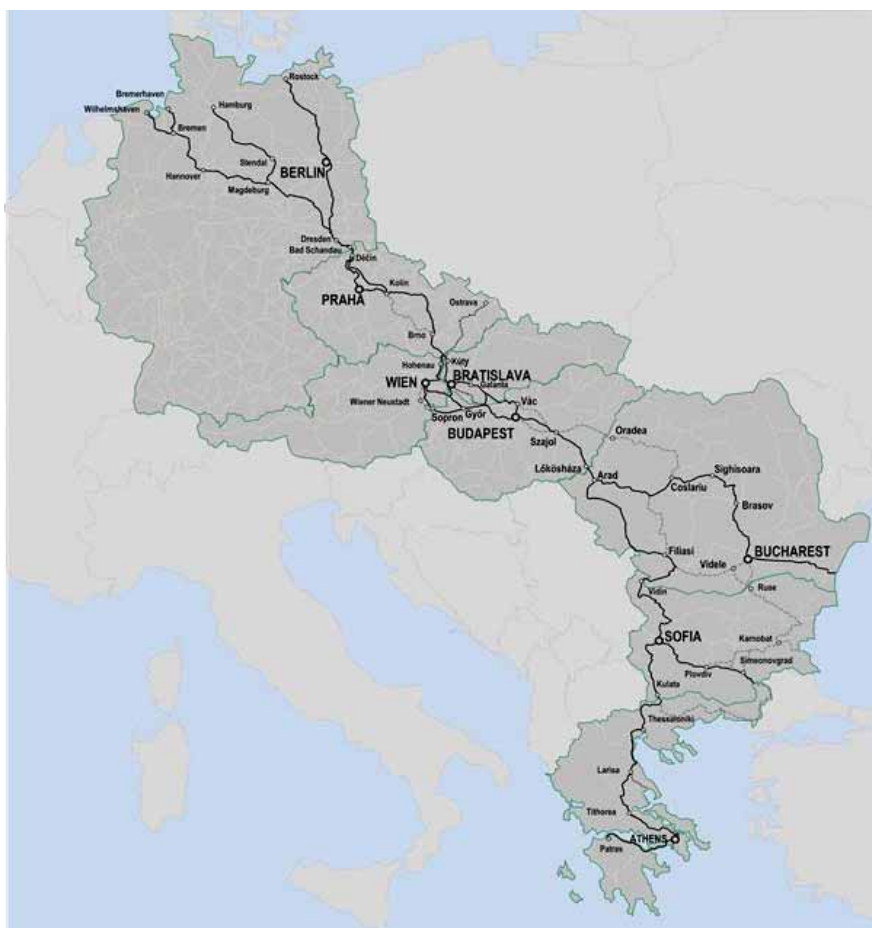 Rostock
Bremerhaven
Hamburg
Wilhelmshaven
Bremen
Stendal
BERLIN
Hannover
Magdeburg
Dresden
Bad Schandau
Děčín
Kolín
PRAHA
Ostrava
Brno
Hohenau
Kúty
WIEN
BRATISLAVA
Galanta
Wiener Neustadt
Vác
Sopron
Győr
BUDAPEST
Szajol
Oradea
Lőkösháza
Arad
Sighisoara
Coslariu
Brasov
Filiasi
BUCHAREST
Videle
Vidin
Ruse
SOFIA
Karnobat
Simeonovgrad
Plovdiv
Kulata
Thessaloniki
Larisa
Tithorea
ATHENS
Patras